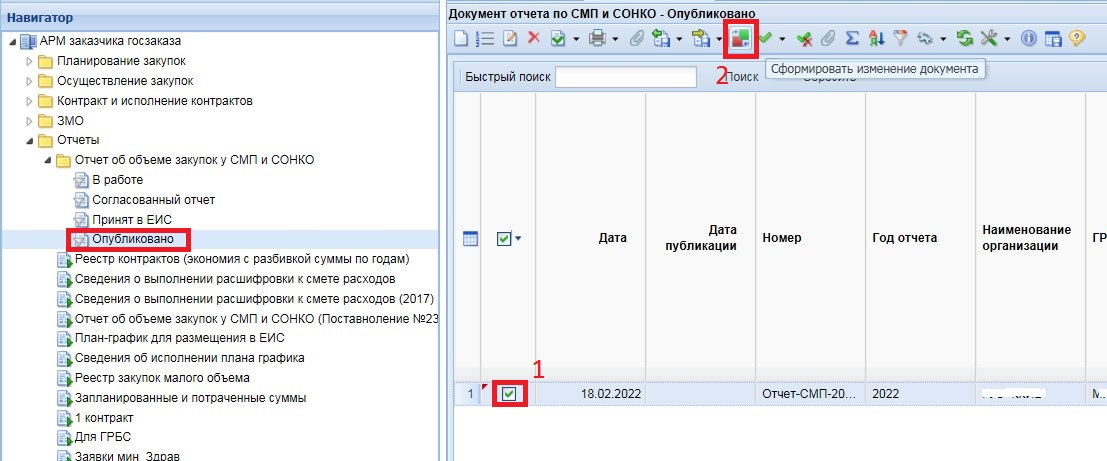 Навигатор
АРМ заказчика госзаказа
Планирование закупок
Осуществление закупок
Контракт и исполнение контрактов
ЗМО
Отчеты
Отчет об объеме закупок у СМП и СОНКО
В работе
Согласованный отчет
Принят в ЕИС
Опубликовано
Реестр контрактов (экономия с разбивкой суммы по годам)
Сведения о выполнении расшифровки к смете расходов
Сведения о выполнении расшифровки к смете расходов (2017)
Отчет об объеме закупок у СМП и СОНКО (Поставноление №23
План-график для размещения в ЕИС
Сведения об исполнении плана графика
Реестр закупок малого объема
Запланированные и потраченные суммы
1 контракт
Для ГРБС
Заявки мин_Здрав
Документ отчета по СМП и СОНКО - Опубликовано
2
Сформировать изменение документа
Быстрый поиск
Поиск
Дата
Дата публикации
Номер
Год отчета
Наименование организации
ГР
1
1
18.02.2022
Отчет-СМП-20...
2022